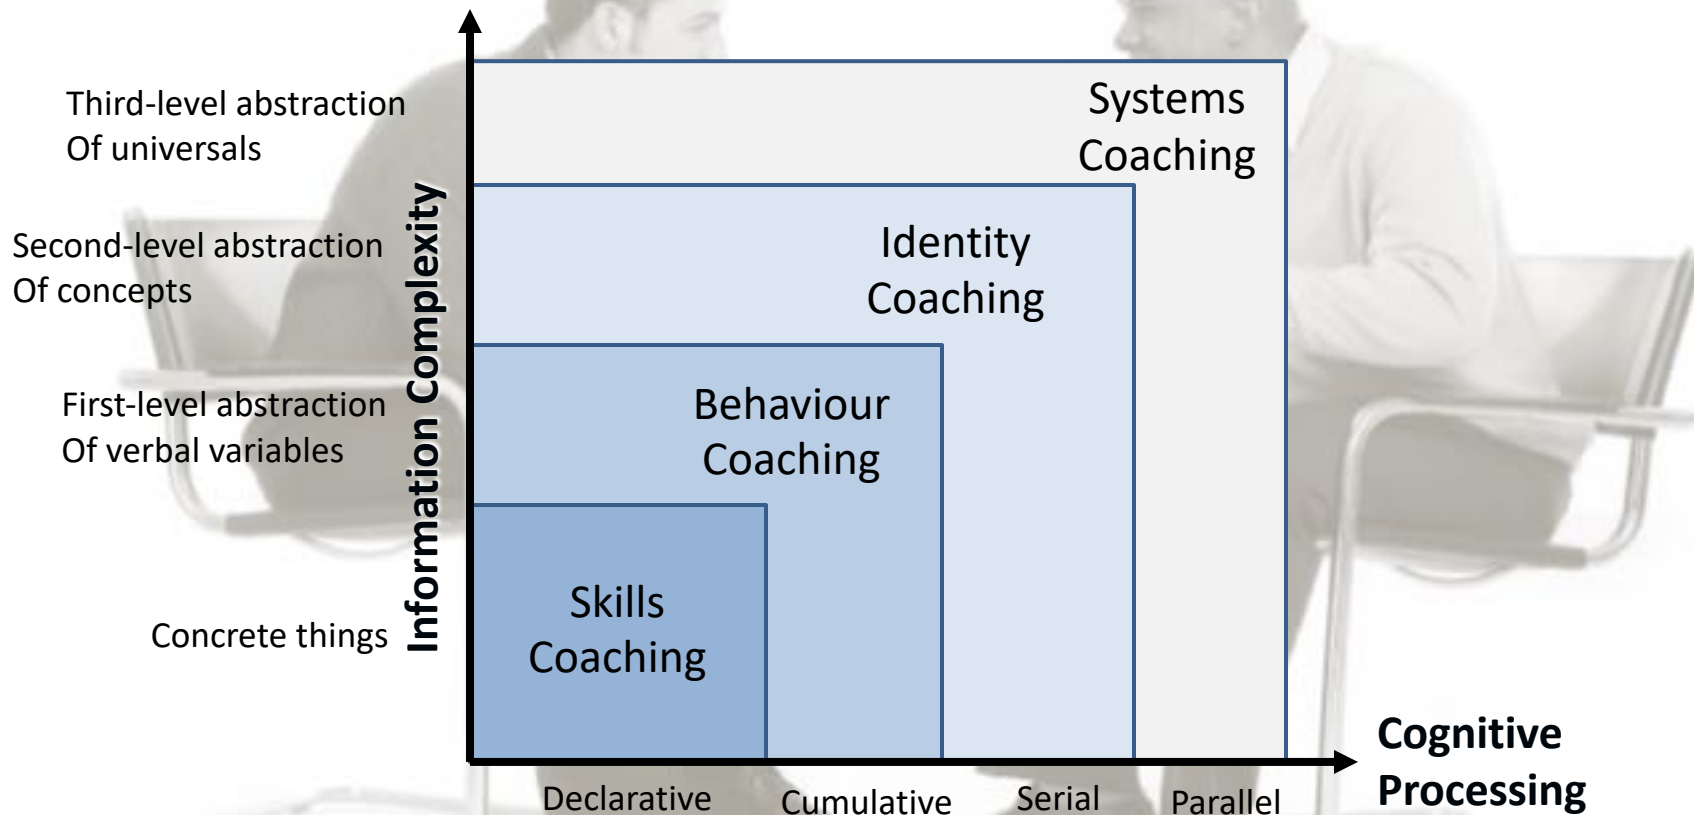 Third-level abstraction
Of universals
Second-level abstraction
Of concepts
First-level abstraction
Of verbal variables
Concrete things
Information Complexity
Systems
Coaching
Identity
Coaching
Behaviour
Coaching
Skills
Coaching
Declarative
Cumulative
Serial
Parallel
Cognitive
Processing